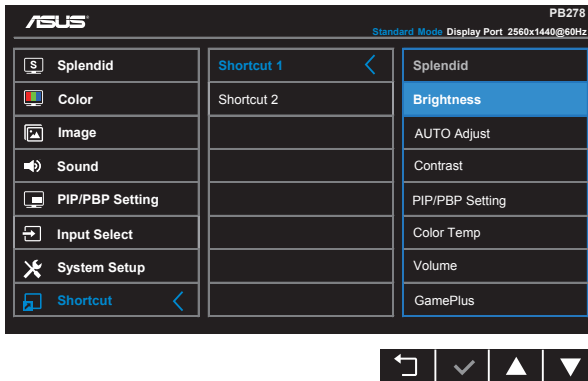 ASUS
PB278
Standard Mode Display Port 2560x1440@60Hz
S Splendid
Color
Image
Sound
PIP/PBP Setting
Input Select
System Setup
Shortcut
Shortcut 1
Shortcut 2
Splendid
Brightness
AUTO Adjust
Contrast
PIP/PBP Setting
Color Temp
Volume
GamePlus